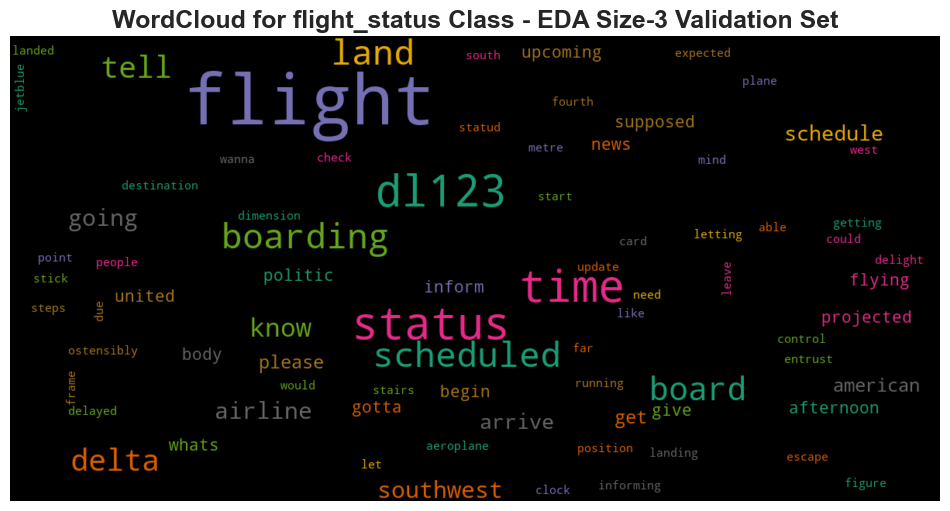 WordCloud for flight_status Class - EDA Size-3 Validation Set
landed
tell
land
south
upcoming
expected
jetblue
flight
plane
fourth
statud
supposed
schedule
metre
news
west
wanna
check
mind
destination
dl123
start
going
dimension
boarding
card
letting
able
getting
could
point
people
politic
update
leave
delight
stick
inform
time
flying
united
need
steps
due
like
projected
know
status
control
ostensibly
body
please
scheduled
far
entrust
frame
would
stairs
begin
running
board
american
delayed
airline
gotta
arrive
get
give
afternoon
whats
aeroplane
position
landing
delta
let
escape
southwest
clock
informing
figure